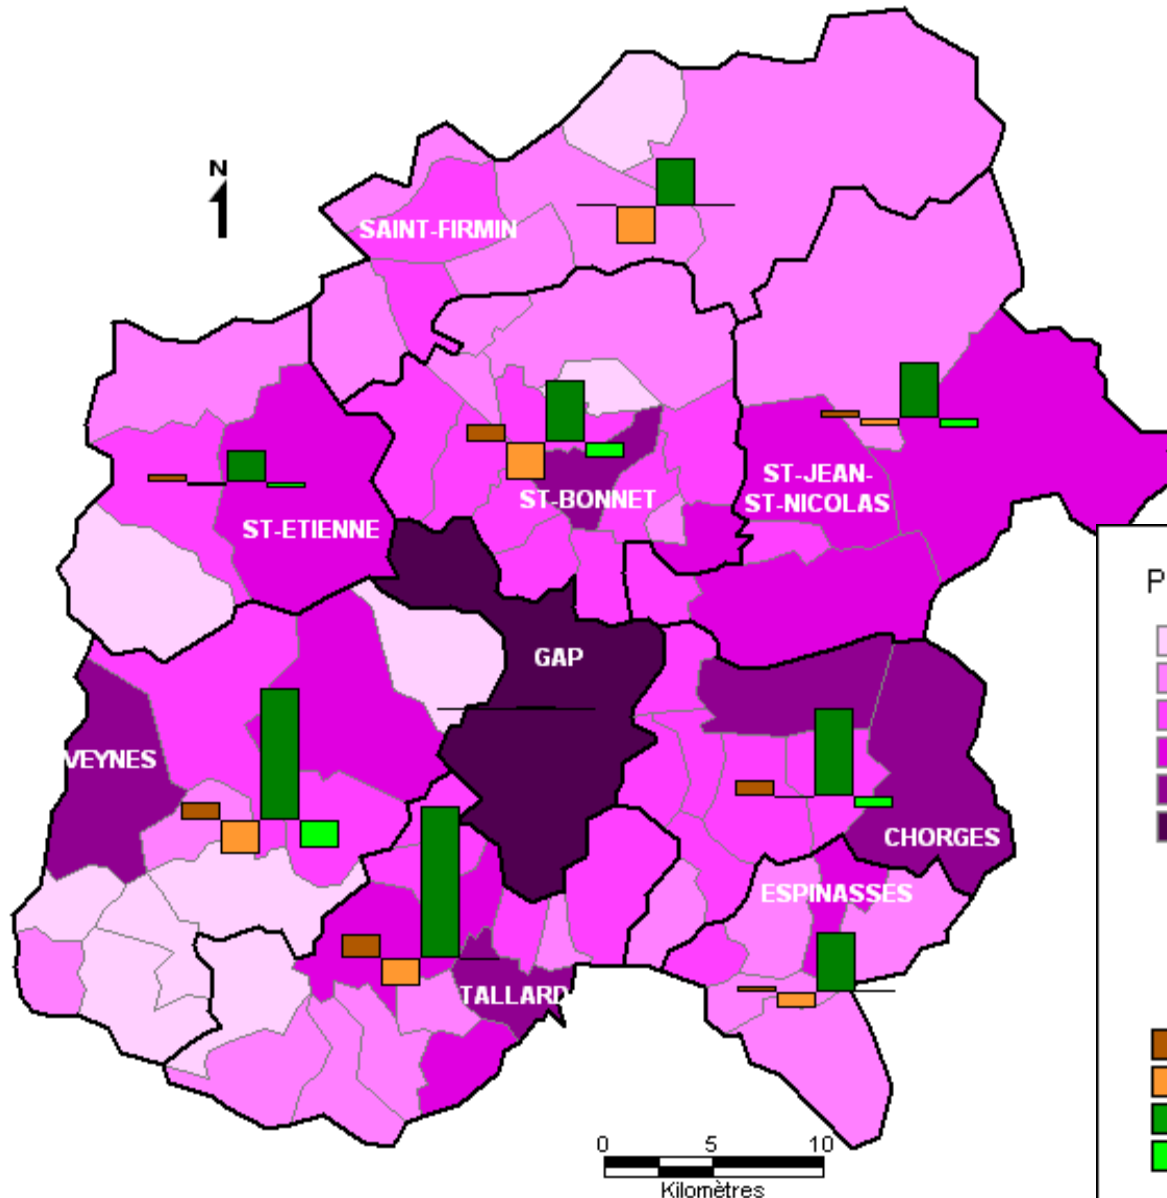 N
SAINT-FIRMIN
ST-JEAN-
ST-NICOLAS
ST-BONNET
ST-ETIENNE
P
GAP
VEYNES
CHORGES
ESPINASSES
TALLARD
0 5 10
Kilomètres